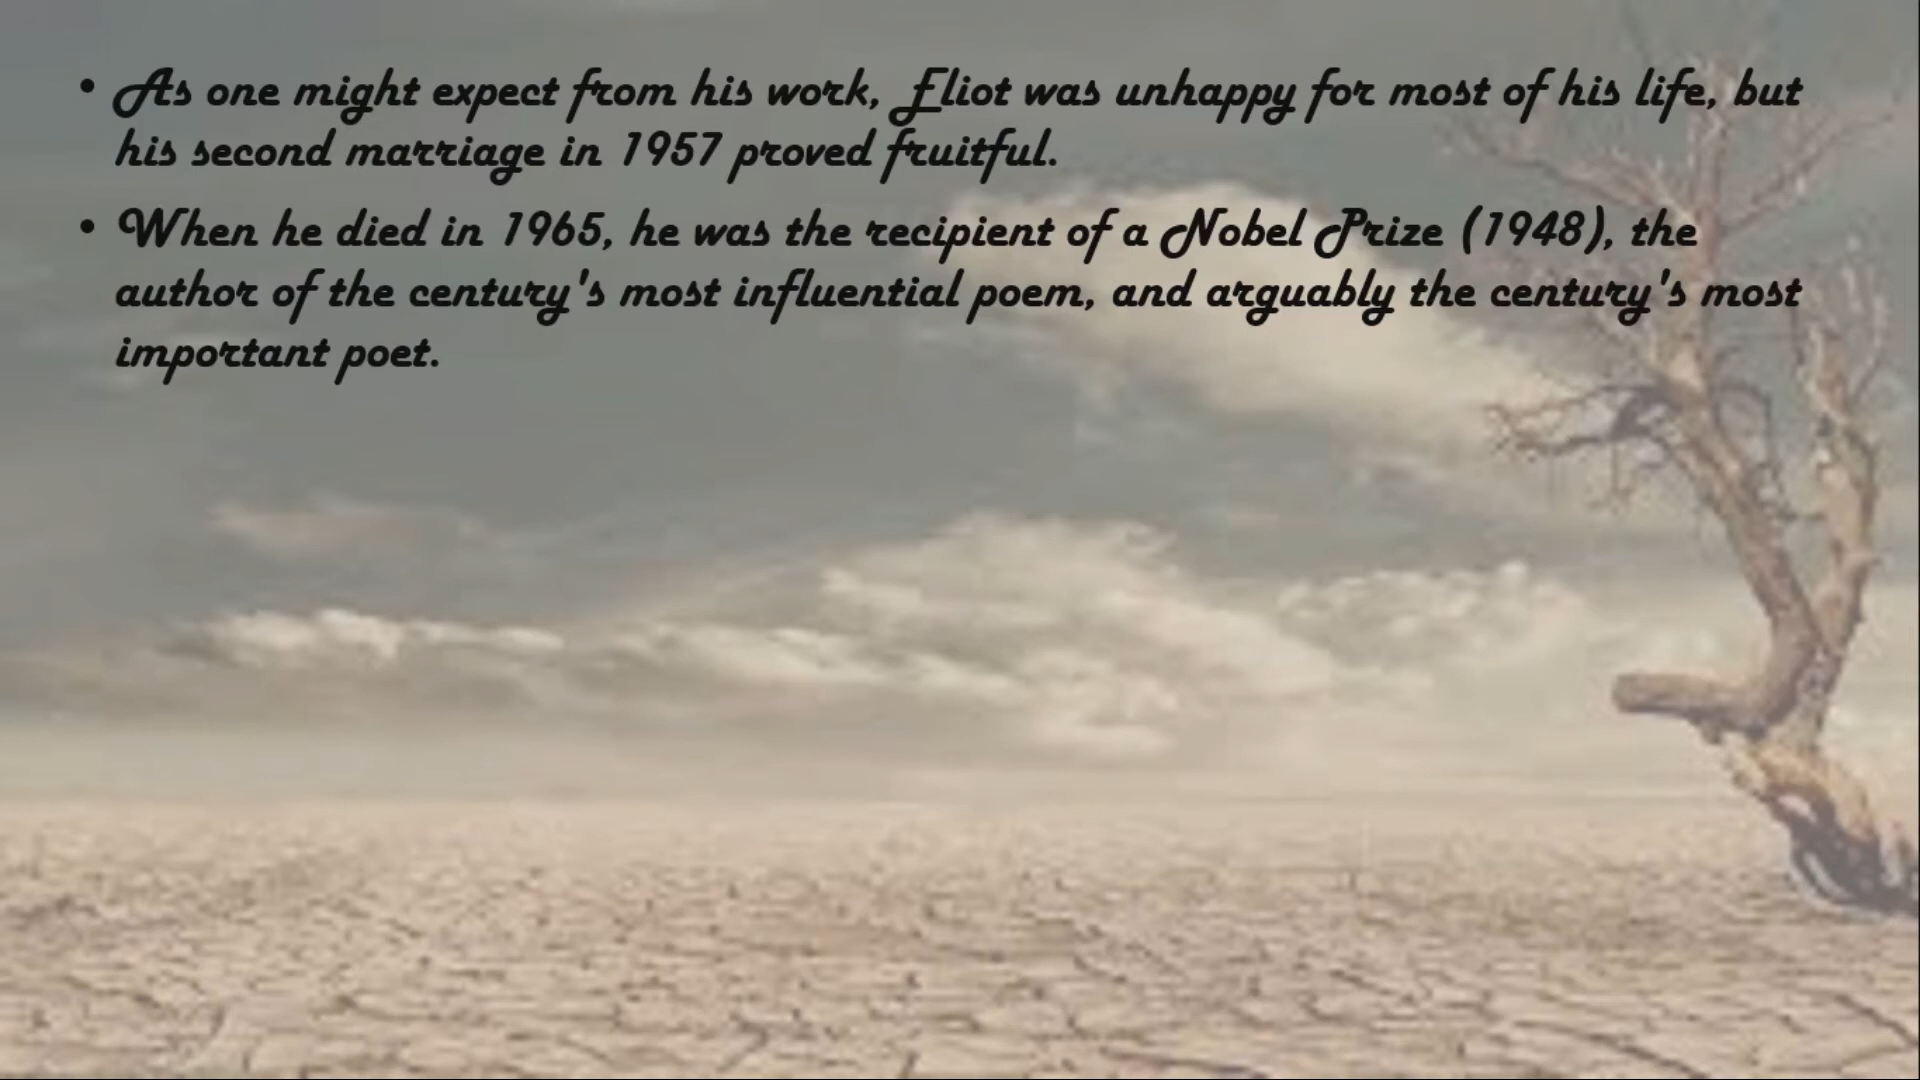 • As one might expect from his work, Eliot was unhappy for most of his life, but
his second marriage in 1957 proved fruitful.
• When he died in 1965, he was the recipient of a Nobel Prize (1948), the
author of the century's most influential poem, and arguably the century's most
important poet.